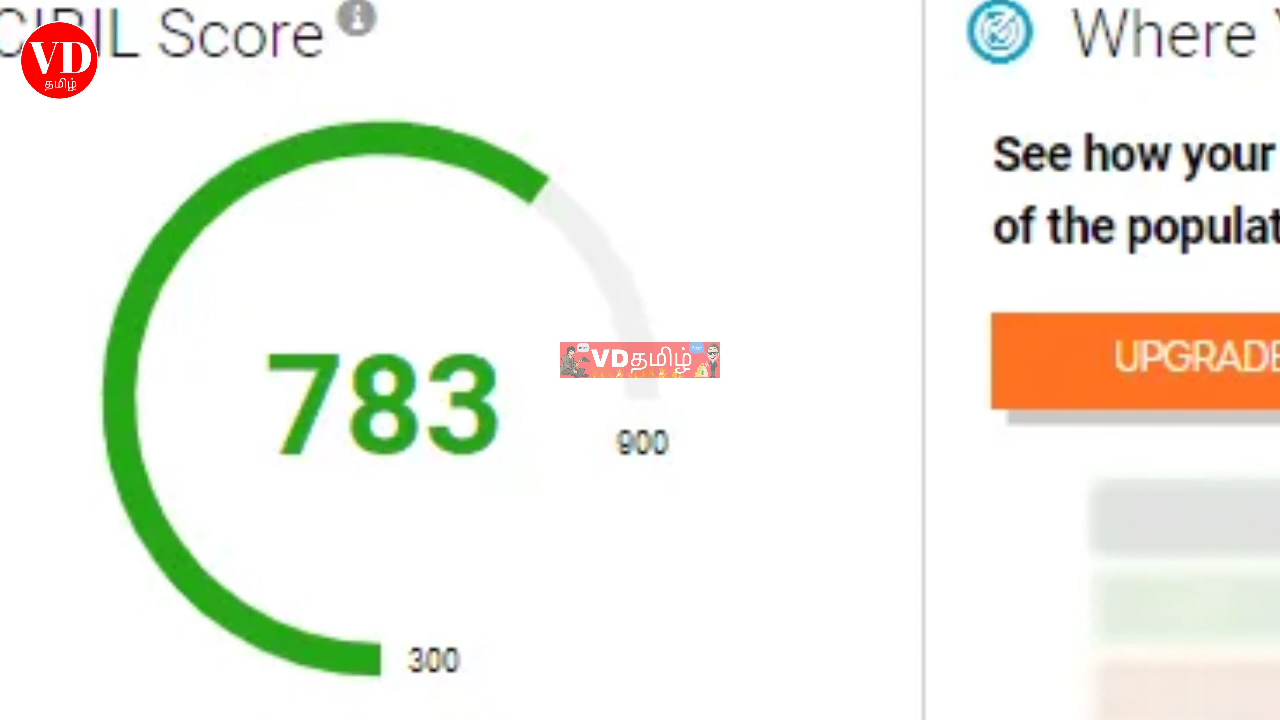 CIBIL Score
VD
தமிழ்
783
900
300
VDதமிழ்
Where
See how your
of the populat
UPGRADE